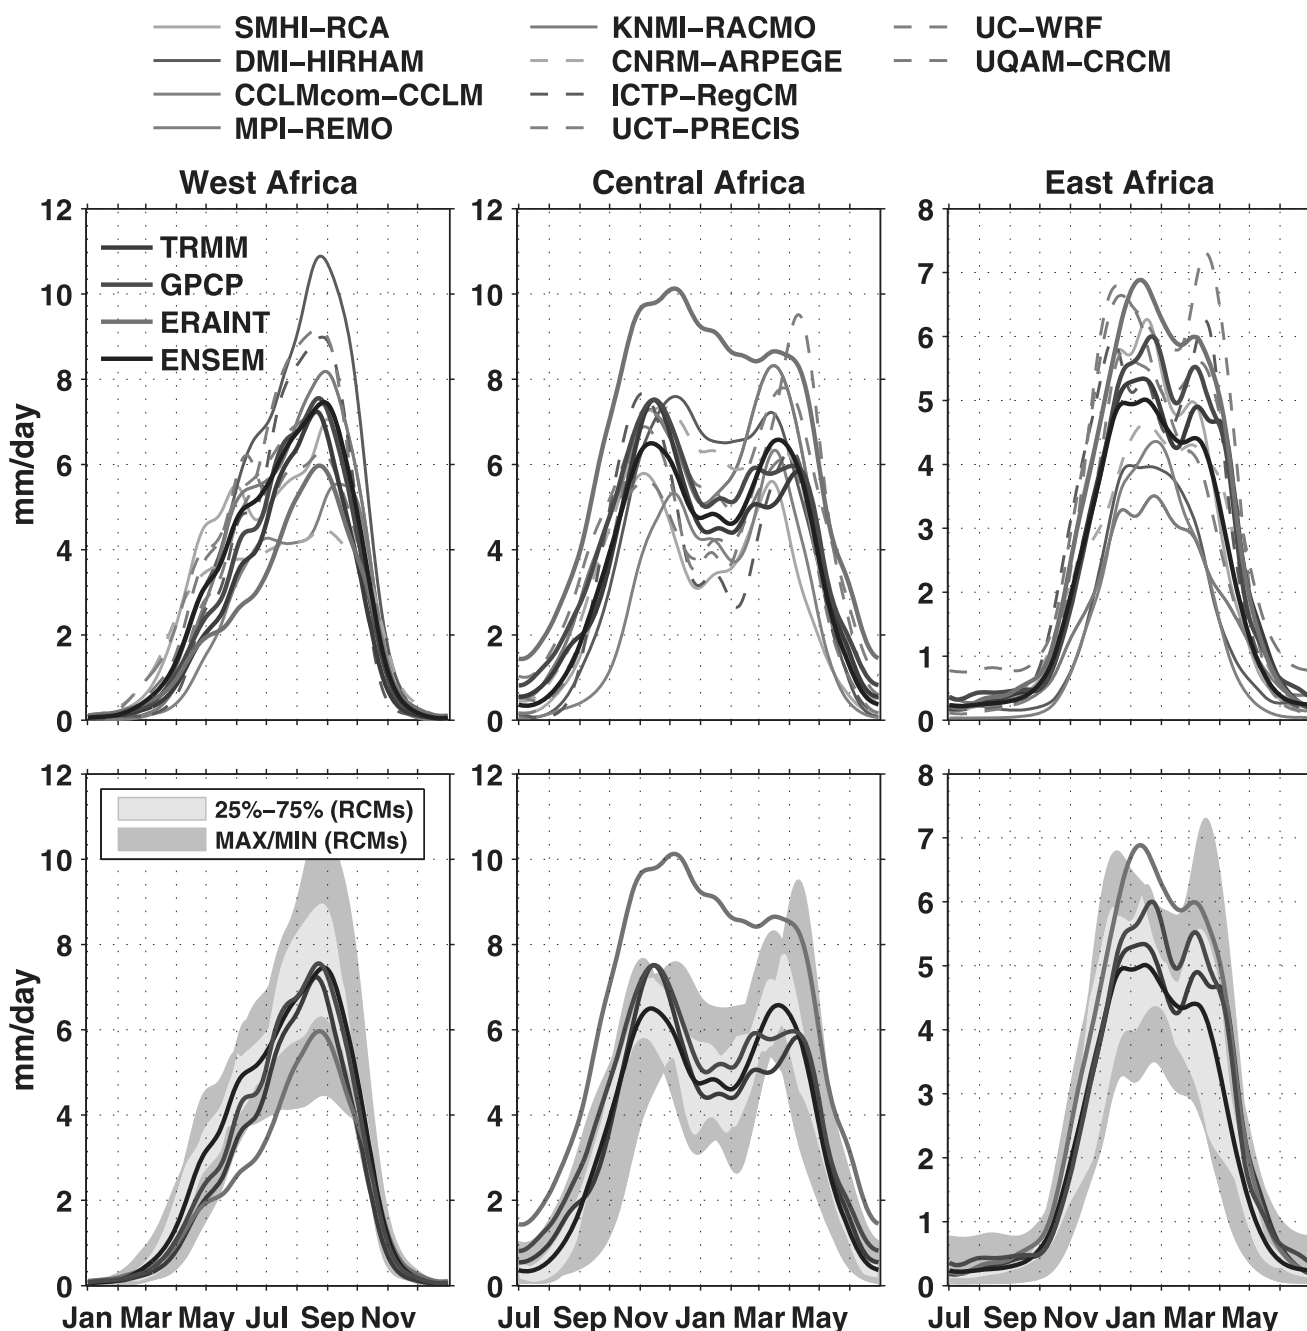 SMHI–RCA KNMI–RACMO UC–WRF
DMI–HIRHAM CNRM–ARPEGE UQAM–CRCM
CCLMcom–CCLM ICTP–RegCM
MPI–REMO UCT–PRECIS
West Africa Central Africa East Africa
12 12 8
TRMM
GPCP
ERAINT
ENSEM
10 10 7
8 8 6
6 6 5
4 4 4
2 2 3
0 0 2
1
0
mm/day
12 12 8
25%–75% (RCMs)
MAX/MIN (RCMs)
10 10 7
8 8 6
6 6 5
4 4 4
2 2 3
0 0 2
1
0
mm/day
Jan Mar May Jul Sep Nov Jul Sep Nov Jan Mar May Jul Sep Nov Jan Mar May